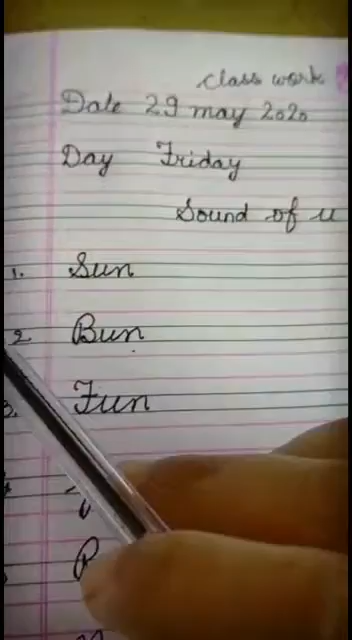 class work
Date 29 may 2020
Day Friday
Sound of u
1. Sun
2 Bun
3. Fun